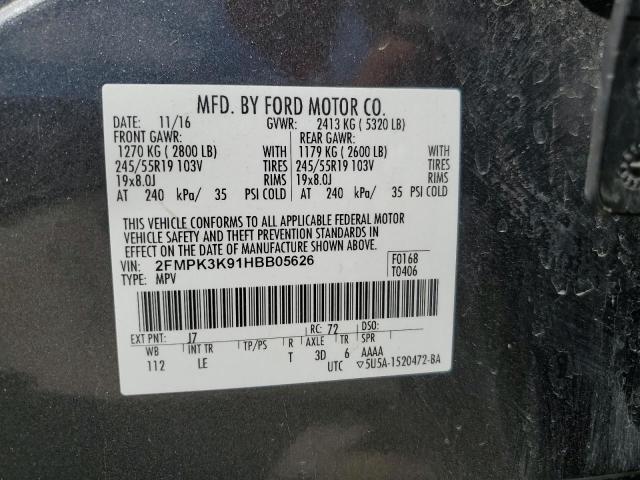 MFD. BY FORD MOTOR CO.
DATE: 11/16 GVWR: 2413 KG ( 5320 LB)
FRONT GAWR: REAR GAWR:
1270 KG ( 2800 LB) WITH 1179 KG ( 2600 LB) WITH
245/55R19 103V TIRES 245/55R19 103V TIRES
19x8.0J RIMS 19x8.0J RIMS
AT 240 kPa/ 35 PSI COLD AT 240 kPa/ 35 PSI COLD
THIS VEHICLE CONFORMS TO ALL APPLICABLE FEDERAL MOTOR
VEHICLE SAFETY AND THEFT PREVENTION STANDARDS IN
EFFECT ON THE DATE OF MANUFACTURE SHOWN ABOVE.
VIN: 2FMPK3K91HBB05626 F0168
TYPE: MPV T0406
EXT PNT: J7 RC: 72 DSO:
WB INT TR TP/PS R AXLE TR SPR
112 LE T 3D 6 AAAA
UTC ▽5U5A-1520472-BA